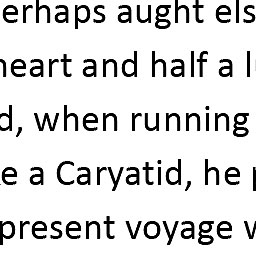 erhaps aught els
heart and half a l
d, when running
e a Caryatid, he p
present voyage w